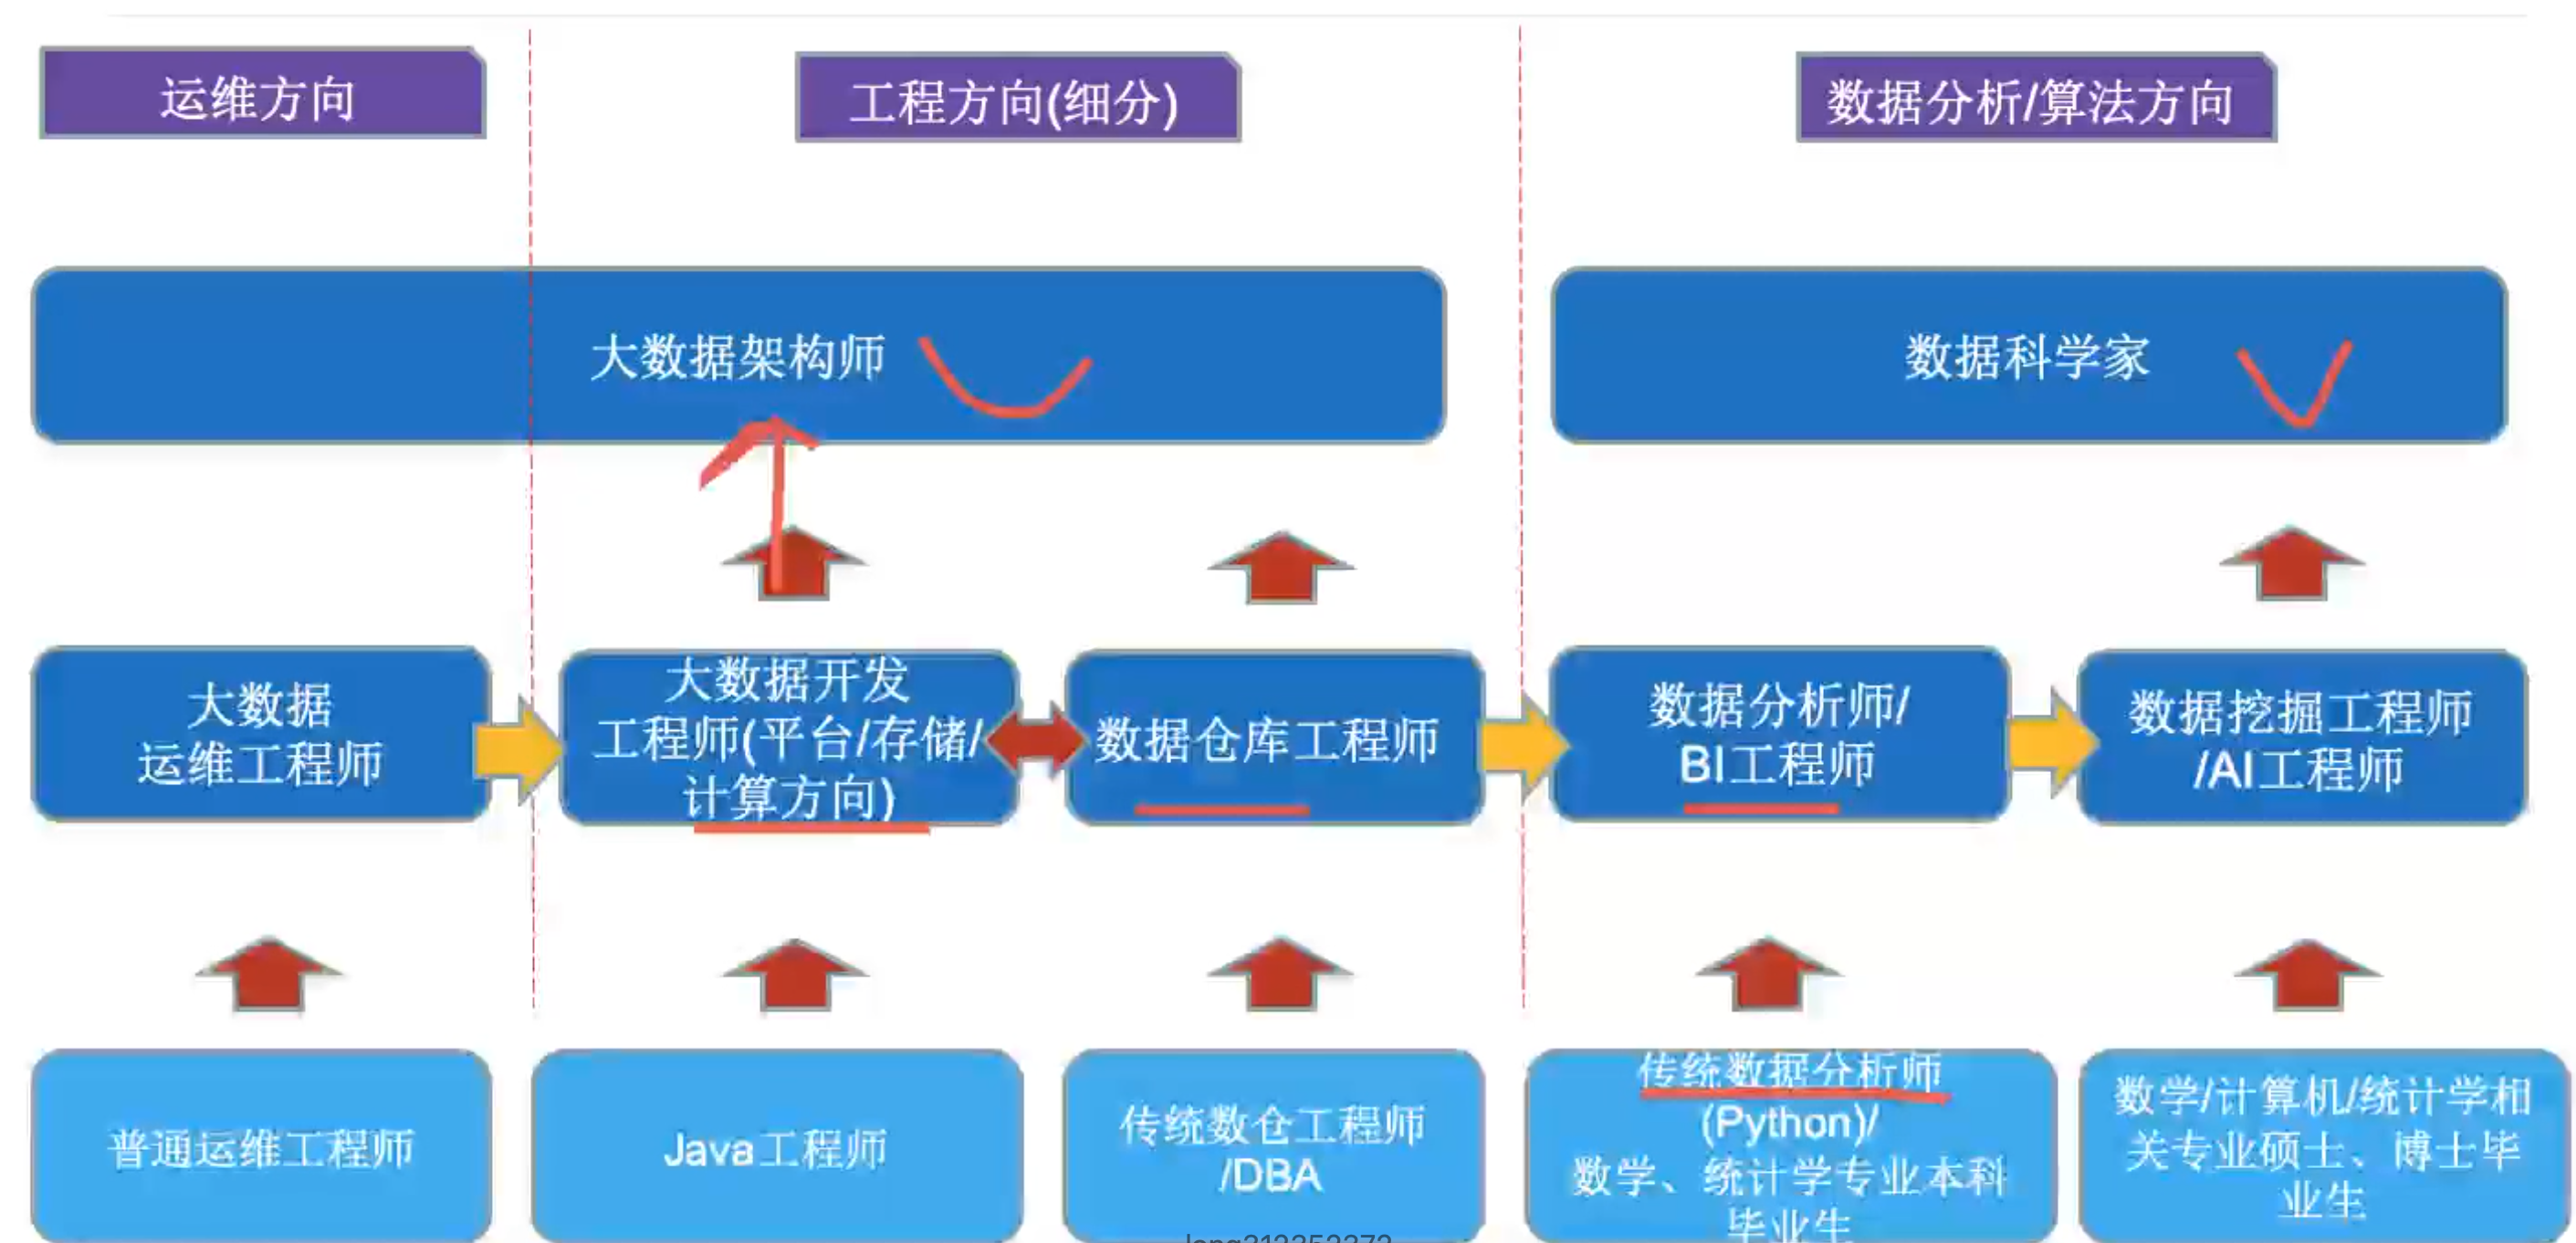 运维方向
工程方向(细分)
数据分析/算法方向
大数据架构师
数据科学家
大数据
运维工程师
大数据开发
工程师(平台/存储/
计算方向)
数据仓库工程师
数据分析师/
BI工程师
数据挖掘工程师
/AI工程师
普通运维工程师
Java工程师
传统数仓工程师
/DBA
传统数据分析师
(Python)/
数学、统计学专业本科
毕业生
数学/计算机/统计学相
关专业硕士、博士毕
业生